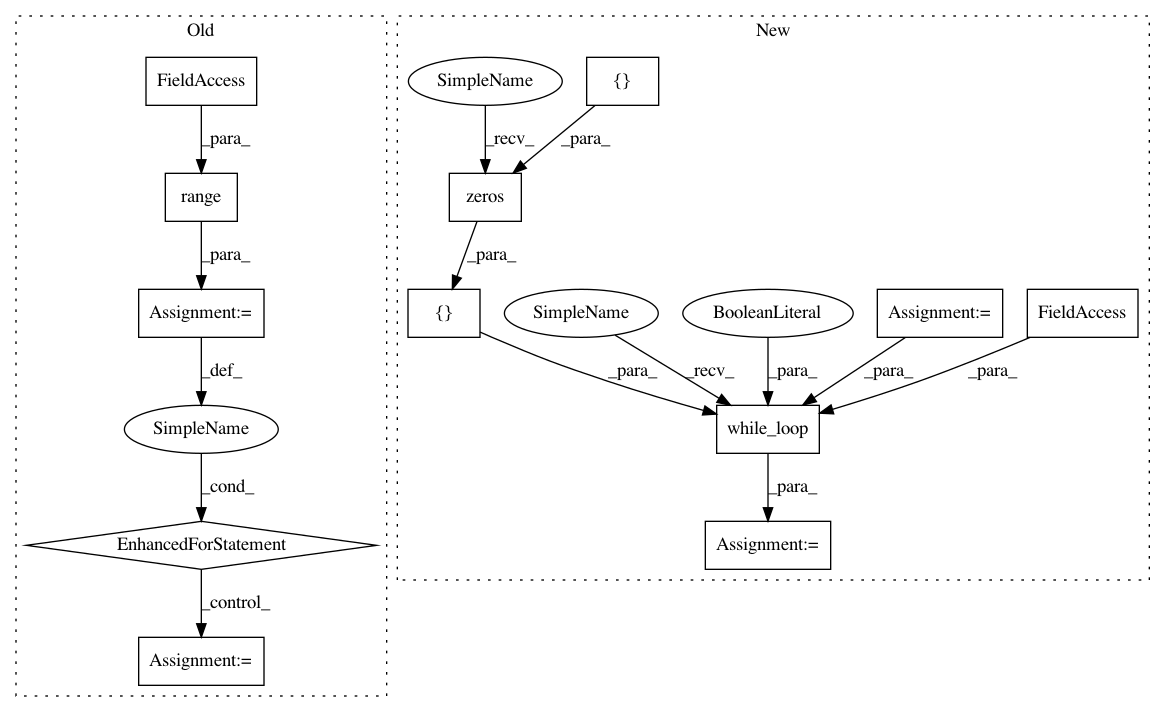 Old
FieldAccess
_para_
range
_para_
Assignment:=
_def_
SimpleName
_cond_
EnhancedForStatement
_control_
Assignment:=
New
SimpleName
{}
_recv_
_para_
zeros
_para_
{}
SimpleName
BooleanLiteral
Assignment:=
FieldAccess
_para_
_recv_
_para_
_para_
_para_
while_loop
_para_
Assignment:=